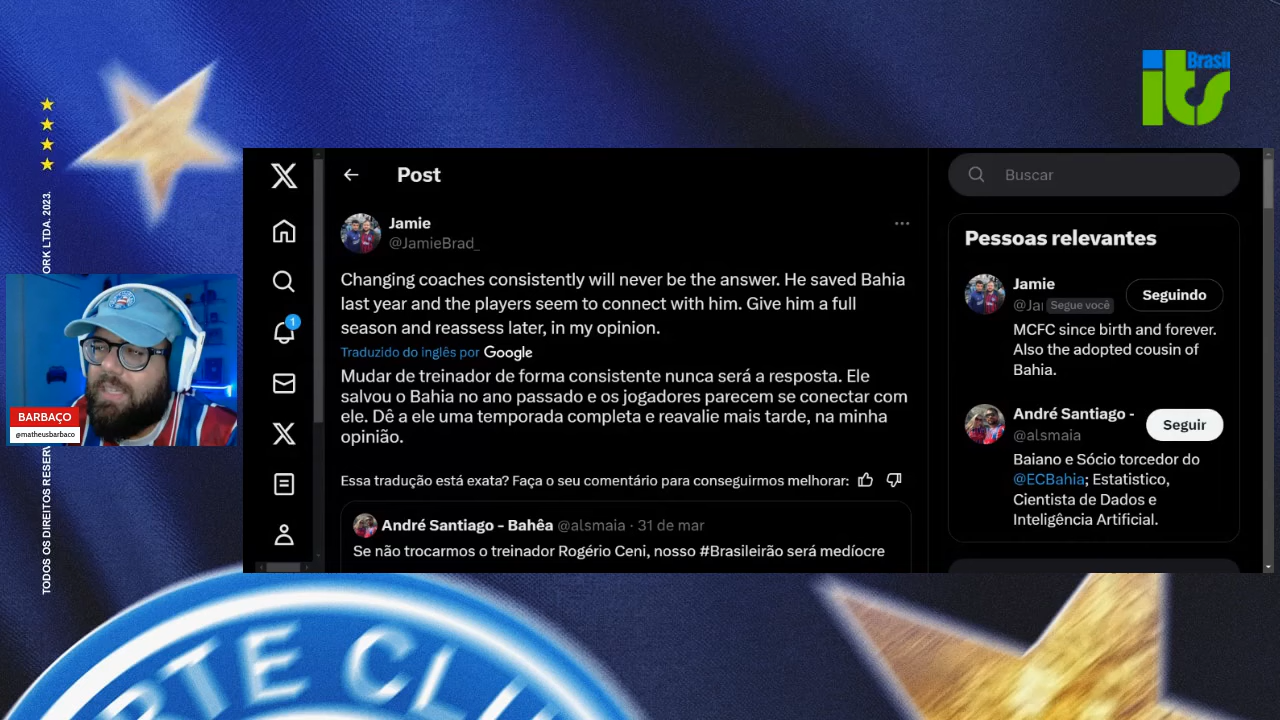 Brasil
its
TODOS OS DIREITOS RESERV
ORK LTDA. 2023.
BARBAÇO
@matheusbarbaco
Post
Jamie
@JamieBrad_
Changing coaches consistently will never be the answer. He saved Bahia
last year and the players seem to connect with him. Give him a full
season and reassess later, in my opinion.
Traduzido do inglês por Google
Mudar de treinador de forma consistente nunca será a resposta. Ele
salvou o Bahia no ano passado e os jogadores parecem se conectar com
ele. Dê a ele uma temporada completa e reavalie mais tarde, na minha
opinião.
Essa tradução está exata? Faça o seu comentário para conseguirmos melhorar:
André Santiago - Bahêa @alsmaia · 31 de mar
Se não trocarmos o treinador Rogério Ceni, nosso #Brasileirão será medíocre
1
Buscar
Pessoas relevantes
Jamie
@Jai Segue você
Seguindo
MCFC since birth and forever.
Also the adopted cousin of
Bahia.
André Santiago -
@alsmaia
Seguir
Baiano e Sócio torcedor do
@ECBahia; Estatistico,
Cientista de Dados e
Inteligência Artificial.
RTE CLU